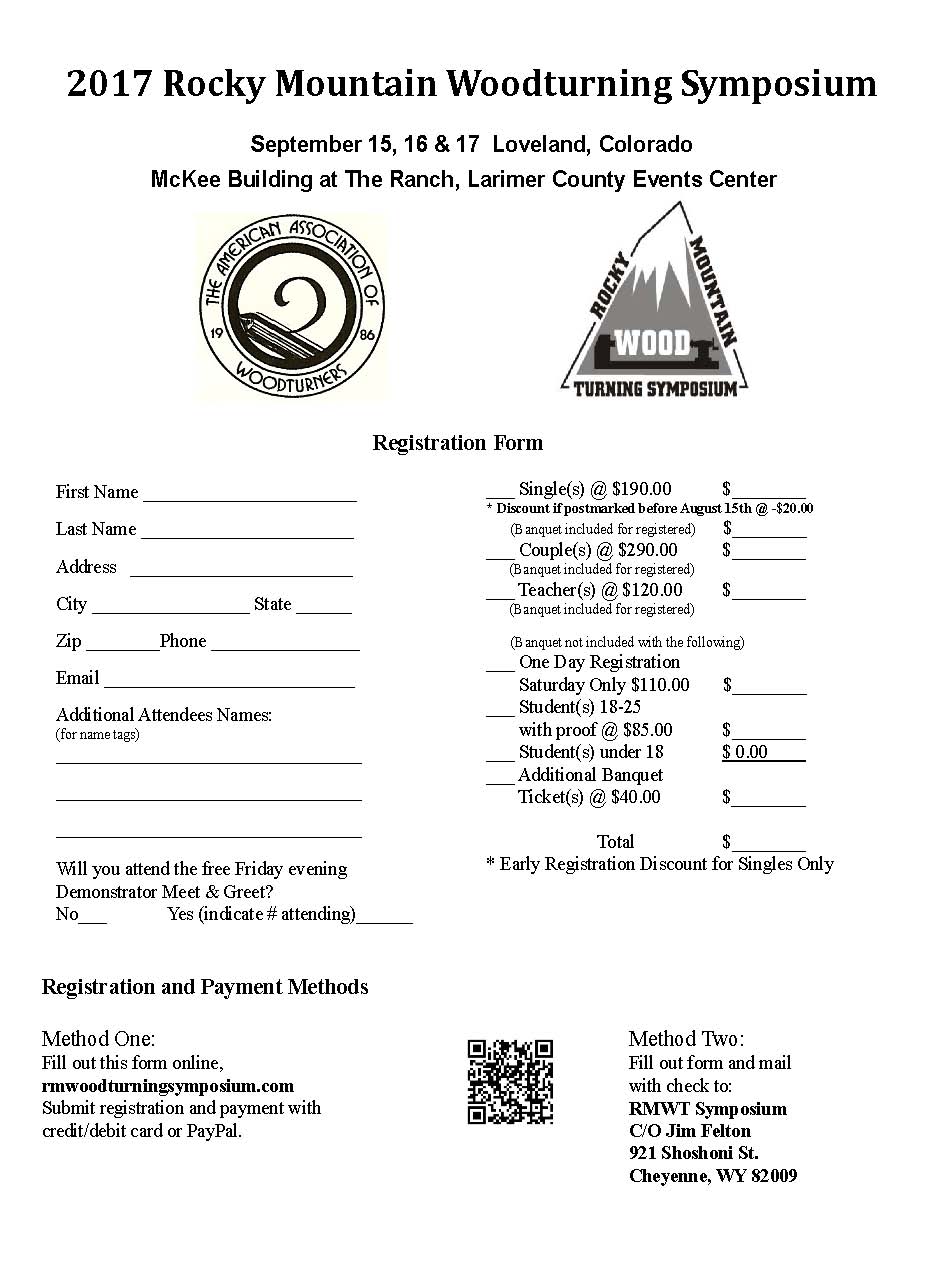 2017 Rocky Mountain Woodturning Symposium
September 15, 16 & 17 Loveland, Colorado
McKee Building at The Ranch, Larimer County Events Center
THE AMERICAN ASSOCIATION OF
19 86
WOODTURNERS
ROCKY MOUNTAIN
WOOD
TURNING SYMPOSIUM
Registration Form
First Name ____________________
Last Name ____________________
Address ____________________
City ____________ State ______
Zip ________Phone ____________
Email ____________________
Additional Attendees Names:
(for name tags)
____________________
____________________
____________________
Will you attend the free Friday evening
Demonstrator Meet & Greet?
No___ Yes (indicate # attending)______
___ Single(s) @ $190.00 $________
* Discount if postmarked before August 15th @ -$20.00
(Banquet included for registered) $________
___ Couple(s) @ $290.00 $________
(Banquet included for registered)
___ Teacher(s) @ $120.00 $________
(Banquet included for registered)
(Banquet not included with the following)
___ One Day Registration
Saturday Only $110.00 $________
___ Student(s) 18-25
with proof @ $85.00 $________
___ Student(s) under 18 $ 0.00
___ Additional Banquet
Ticket(s) @ $40.00 $________
Total $________
* Early Registration Discount for Singles Only
Registration and Payment Methods
Method One:
Fill out this form online,
rmwoodturningsymposium.com
Submit registration and payment with
credit/debit card or PayPal.
Method Two:
Fill out form and mail
with check to:
RMWT Symposium
C/O Jim Felton
921 Shoshoni St.
Cheyenne, WY 82009